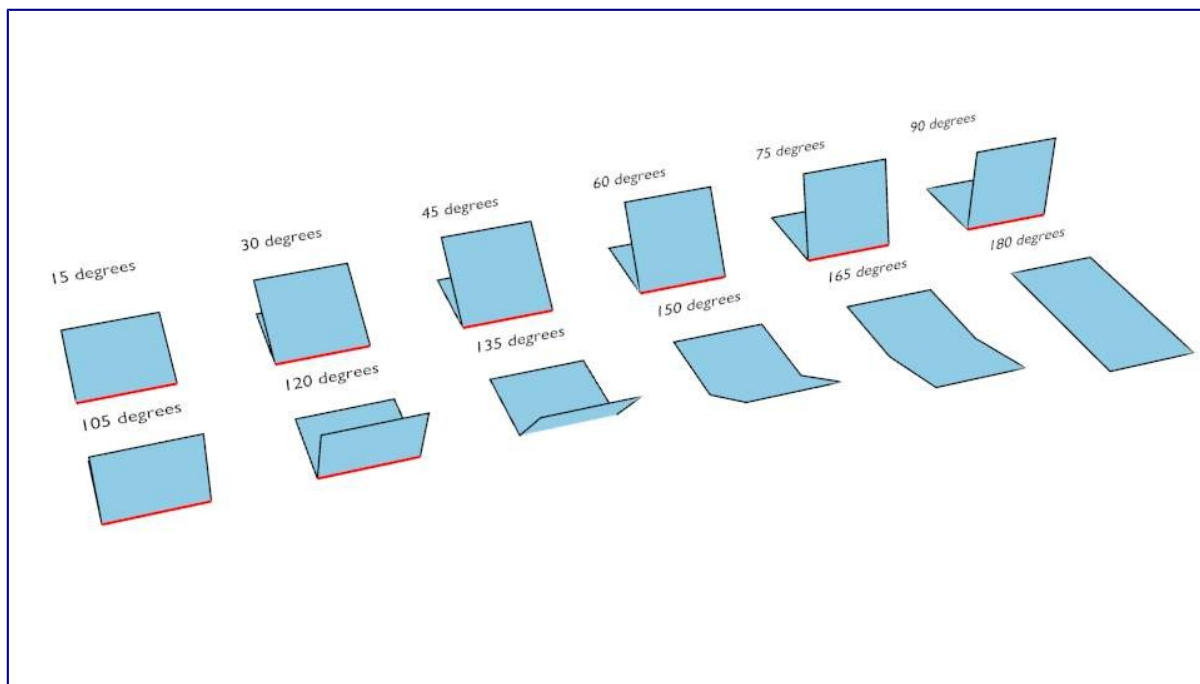 15 degrees
30 degrees
45 degrees
60 degrees
75 degrees
90 degrees
105 degrees
120 degrees
135 degrees
150 degrees
165 degrees
180 degrees